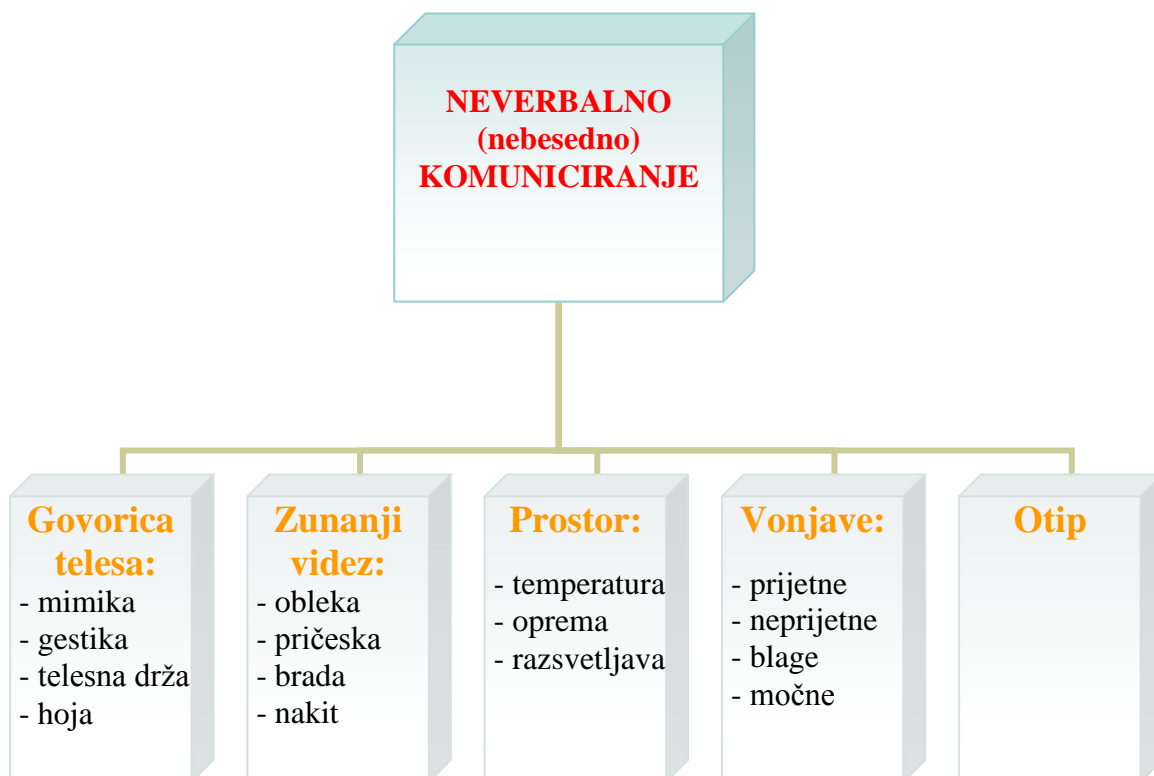 NEVERBALNO
(nebesedno)
KOMUNICIRANJE
Govorica
telesa:
- mimika
- gestika
- telesna drža
- hoja
Zunanji
videz:
- obleka
- pričeska
- brada
- nakit
Prostor:
- temperatura
- oprema
- razsvetljava
Vonjave:
- prijetne
- neprijetne
- blage
- močne
Otip